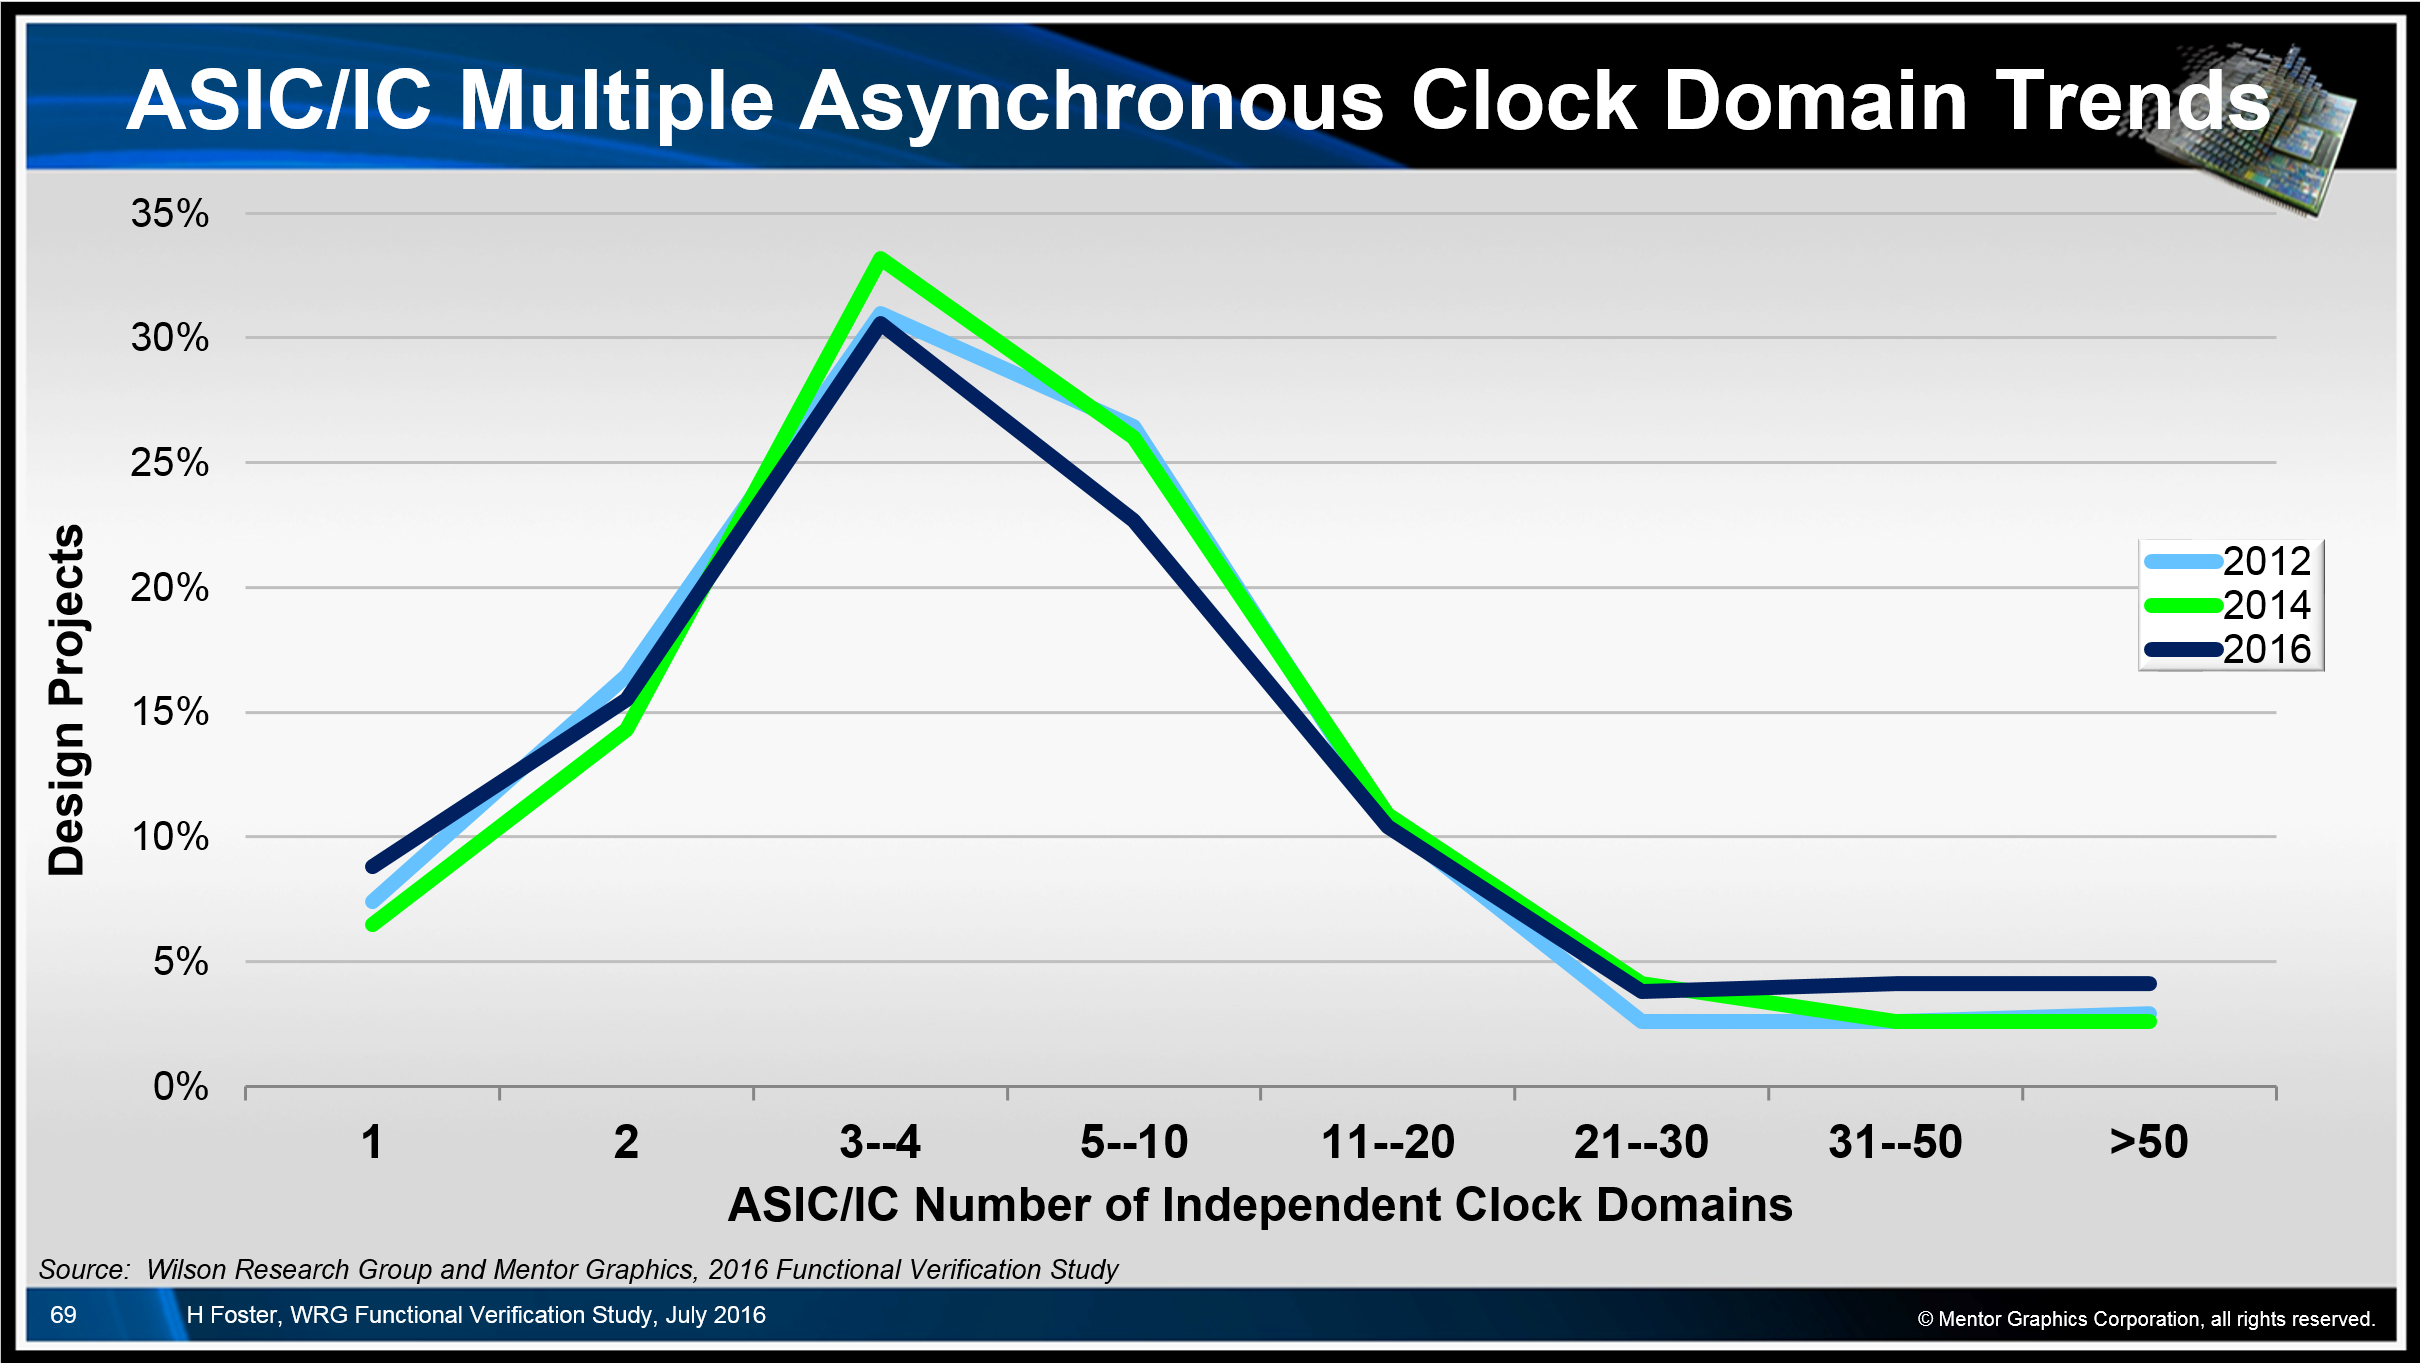 ASIC/IC Multiple Asynchronous Clock Domain Trends
35%
30%
25%
20%
15%
10%
5%
0%
Design Projects
2012
2014
2016
1 2 3--4 5--10 11--20 21--30 31--50 >50
ASIC/IC Number of Independent Clock Domains
Source: Wilson Research Group and Mentor Graphics, 2016 Functional Verification Study
69 H Foster, WRG Functional Verification Study, July 2016 © Mentor Graphics Corporation, all rights reserved.